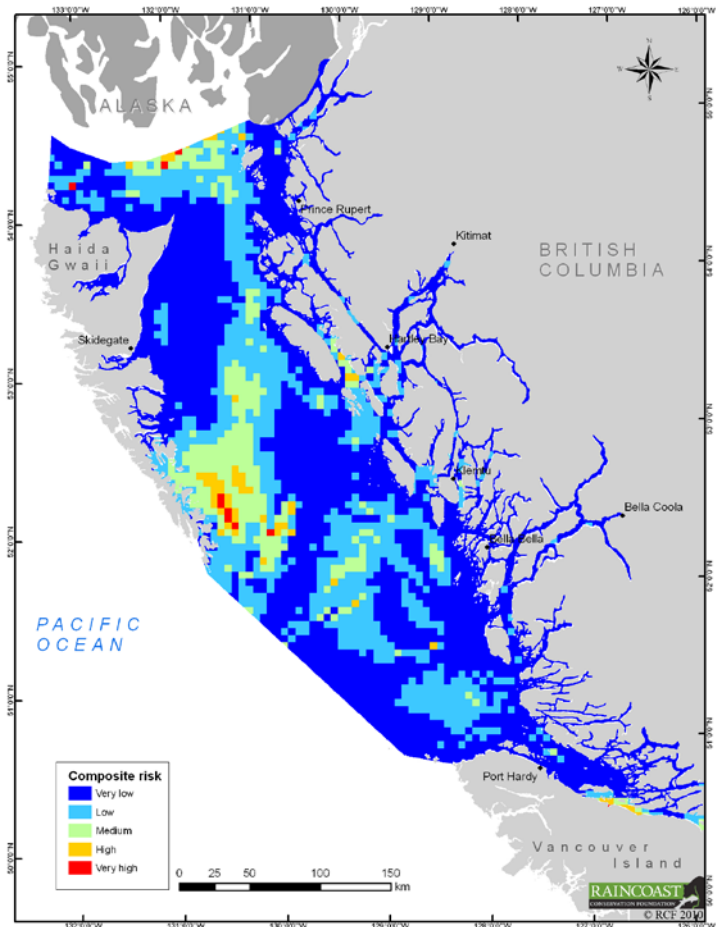 133°0'0"W 132°0'0"W 131°0'0"W 130°0'0"W 129°0'0"W 128°0'0"W 127°0'0"W 126°0'0"W
N
W E
S
ALASKA
Prince Rupert
Kitimat
Haida
Gwaii
BRITISH
COLUMBIA
Skidegate
Hartley Bay
Klemtu
Bella Coola
Bella Bella
PACIFIC
OCEAN
Composite risk
Very low
Low
Medium
High
Very high
Port Hardy
Vancouver
Island
0 25 50 100 150
km
RAINCOAST
CONSERVATION FOUNDATION
© RCF 2010